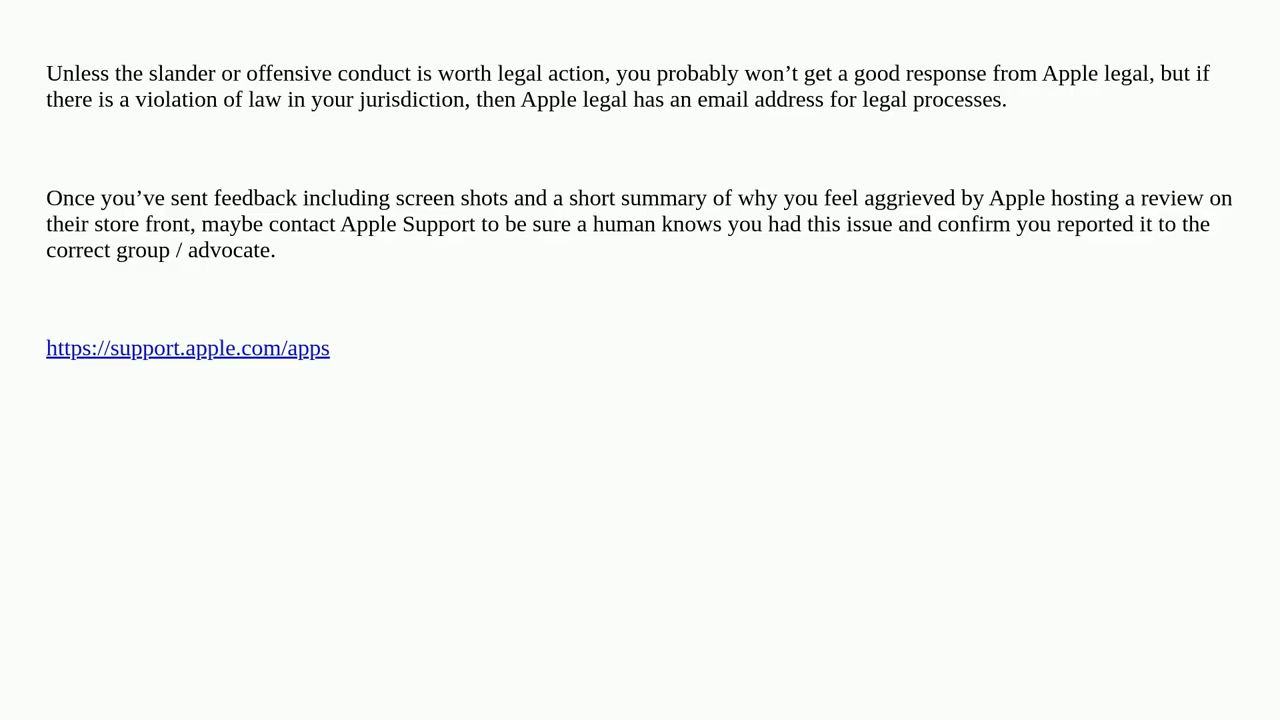 Unless the slander or offensive conduct is worth legal action, you probably won’t get a good response from Apple legal, but if
there is a violation of law in your jurisdiction, then Apple legal has an email address for legal processes.
Once you’ve sent feedback including screen shots and a short summary of why you feel aggrieved by Apple hosting a review on
their store front, maybe contact Apple Support to be sure a human knows you had this issue and confirm you reported it to the
correct group / advocate.
https://support.apple.com/apps